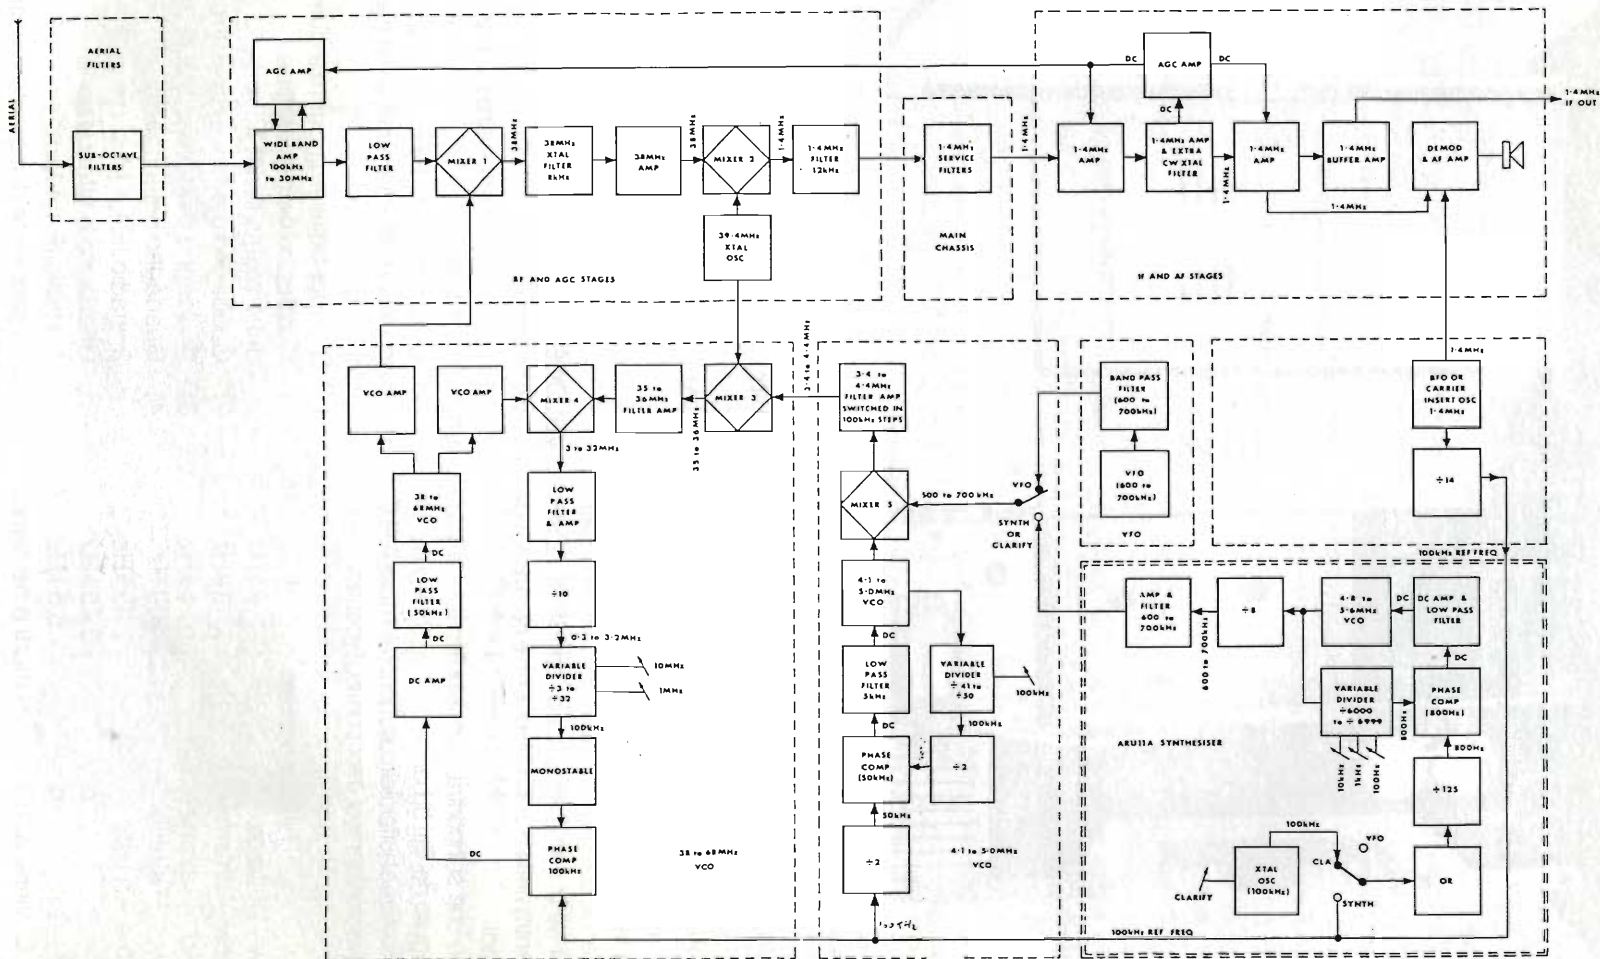 AERIAL
AERIAL
FILTERS
SUB-OCTAVE
FILTERS
AGC AMP
WIDE BAND
AMP
100kHz
to 30MHz
LOW
PASS
FILTER
MIXER 1
38MHz
38MHz
XTAL
FILTER
8kHz
38MHz
AMP
38MHz
MIXER 2
1·4MHz
1·4MHz
FILTER
12kHz
39·4MHz
XTAL
OSC
RF AND AGC STAGES
1·4MHz
SERVICE
FILTERS
MAIN
CHASSIS
1·4MHz
DC
AGC AMP
DC
DC
1·4MHz
AMP
1·4MHz AMP
& EXTRA
CW XTAL
FILTER
1·4MHz
1·4MHz
AMP
1·4MHz
BUFFER AMP
DEMOD
& AF AMP
1·4MHz
IF OUT
1·4MHz
IF AND AF STAGES
VCO AMP
VCO AMP
MIXER 4
35 to
36MHz
FILTER AMP
35 to 36MHz
MIXER 3
3·4 to 4·4MHz
3 to 32MHz
38 to
68MHz
VCO
DC
LOW
PASS
FILTER
(50kHz)
DC
DC AMP
DC
LOW
PASS
FILTER
& AMP
÷10
0·3 to 3·2MHz
VARIABLE
DIVIDER
÷3 to
÷32
10MHz
1MHz
100kHz
MONOSTABLE
PHASE
COMP
100kHz
38 to 68MHz
VCO
3·4 to
4·4MHz
FILTER AMP
SWITCHED IN
100kHz STEPS
MIXER 5
500 to 700 kHz
4·1 to
5·0MHz
VCO
DC
LOW
PASS
FILTER
5kHz
DC
PHASE
COMP
(50kHz)
50kHz
÷2
100kHz
VARIABLE
DIVIDER
÷41 to
÷50
100kHz
100kHz
÷2
4·1 to 5·0MHz
VCO
BAND PASS
FILTER
(600 to
700kHz)
VFO
(600 to
700kHz)
VFO
VFO
SYNTH
OR
CLARIFY
1·4MHz
BFO OR
CARRIER
INSERT OSC
1·4MHz
÷14
100kHz REF FREQ
AMP &
FILTER
600 to
700kHz
600 to 700kHz
÷8
4·8 to
5·6MHz
VCO
DC
DC AMP &
LOW PASS
FILTER
DC
VARIABLE
DIVIDER
÷6000
to ÷6999
800Hz
10kHz
1kHz
100Hz
PHASE
COMP
(800Hz)
800Hz
÷125
OR
ARU11A SYNTHESISER
100kHz
XTAL
OSC
(100kHz)
CLARIFY
CLA
VFO
SYNTH
100kHz REF FREQ